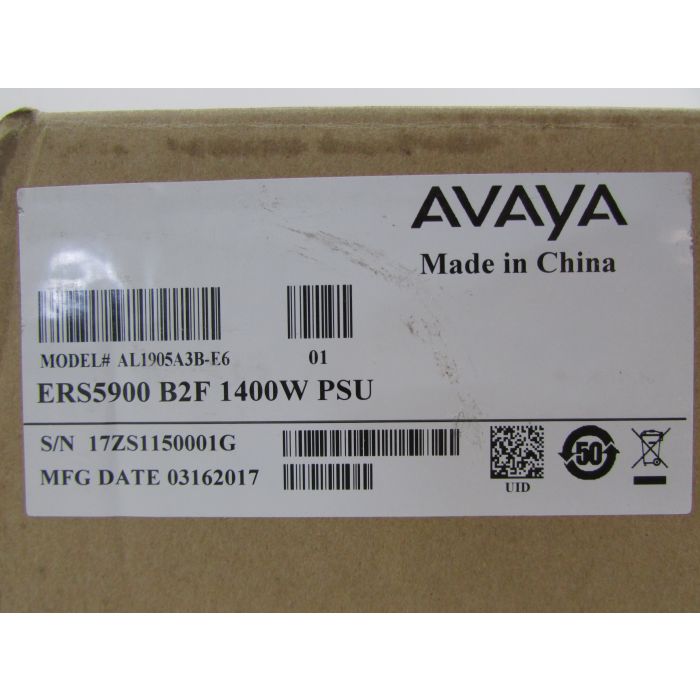 AVAYA
Made in China
MODEL# AL1905A3B-E6
01
ERS5900 B2F 1400W PSU
S/N 17ZS1150001G
MFG DATE 03162017
UID
50